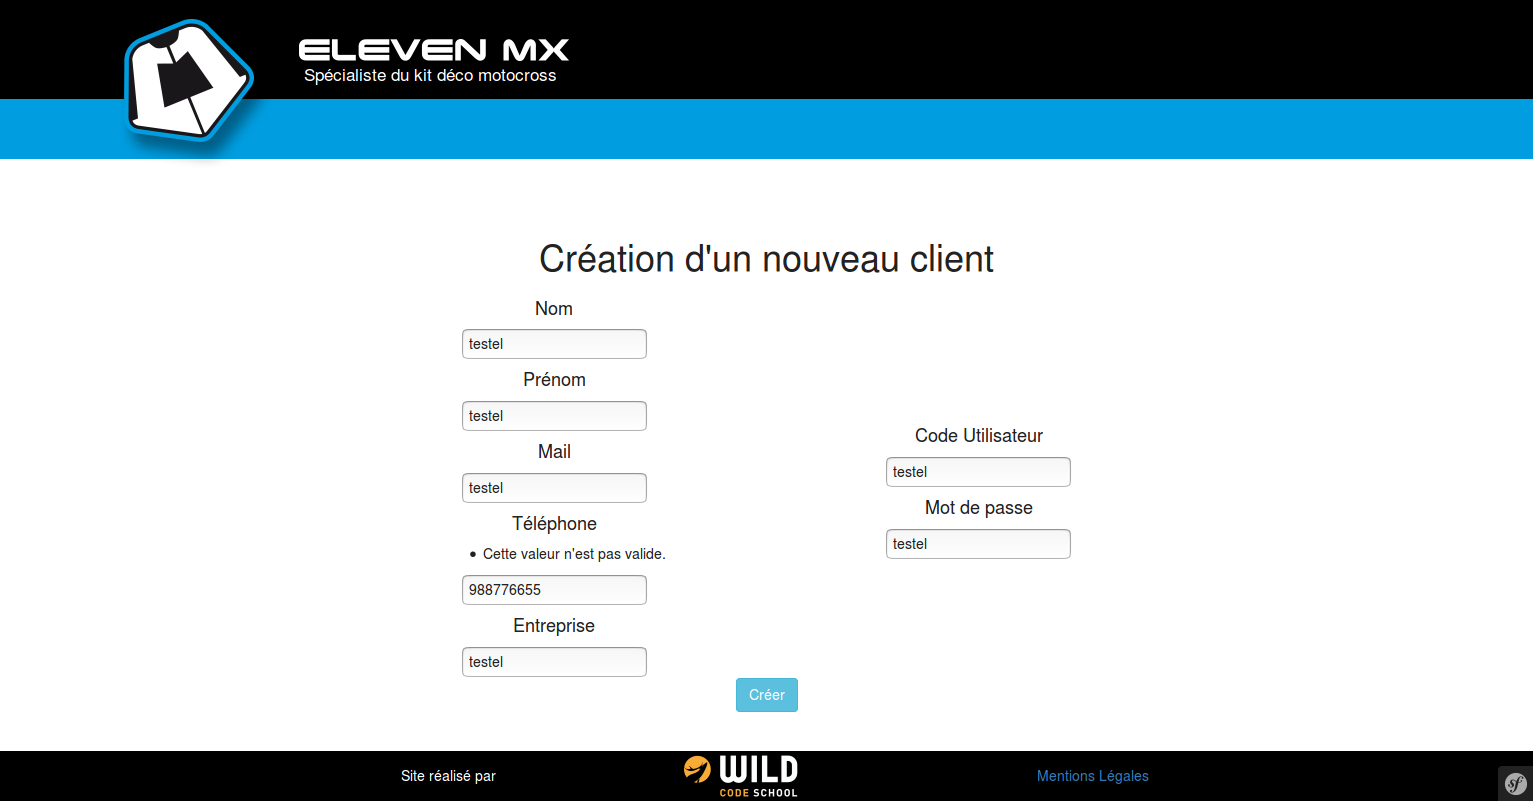 ELEVEN MX
Spécialiste du kit déco motocross
Création d'un nouveau client
Nom
testel
Prénom
testel
Mail
testel
Téléphone
Cette valeur n'est pas valide.
988776655
Entreprise
testel
Code Utilisateur
testel
Mot de passe
testel
Créer
Site réalisé par
WILD
CODE SCHOOL
Mentions Légales
sf